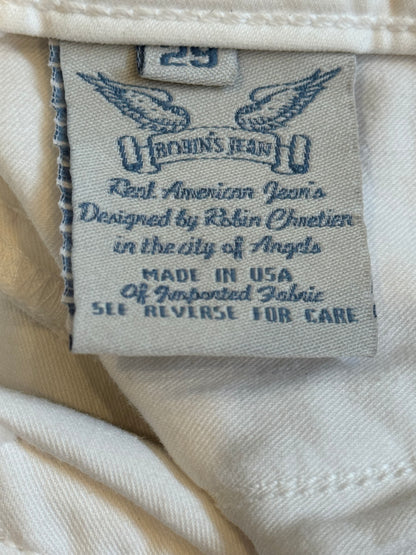 29
ROBIN'S JEAN
Real American Jean's
Designed by Robin Chretien
in the city of Angels
MADE IN USA
Of Imported Fabric
SEE REVERSE FOR CARE